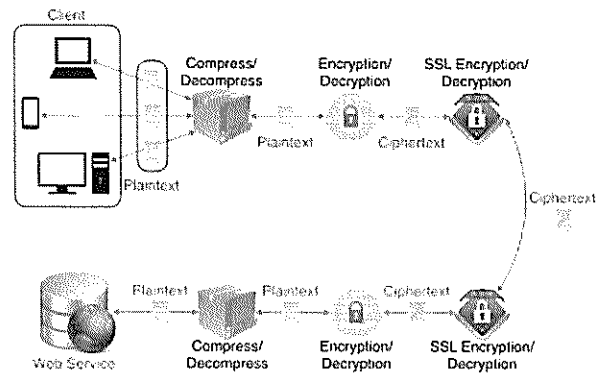 Client
Compress/
Decompress
Encryption/
Decryption
SSL Encryption/
Decryption
Plaintext
Plaintext
Ciphertext
Ciphertext
Plaintext
Plaintext
Ciphertext
Web Service
Compress/
Decompress
Encryption/
Decryption
SSL Encryption/
Decryption